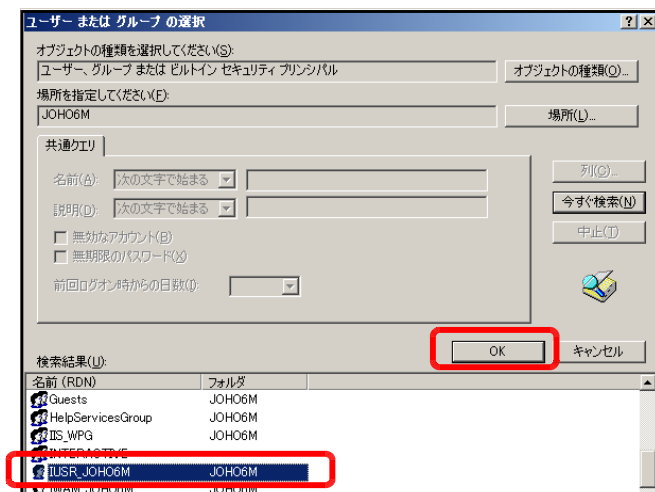 ユーザー または グループ の選択
オブジェクトの種類を選択してください(S):
ユーザー、グループ または ビルトイン セキュリティ プリンシパル
オブジェクトの種類(O)...
場所を指定してください(F):
JOHO6M
場所(L)...
共通クエリ
名前(A): 次の文字で始まる
列(C)...
説明(D): 次の文字で始まる
今すぐ検索(N)
無効なアカウント(B)
中止(T)
無期限のパスワード(X)
前回ログオン時からの日数(I):
OK
キャンセル
検索結果(U):
名前 (RDN) フォルダ
Guests JOHO6M
HelpServicesGroup JOHO6M
IIS_WPG JOHO6M
INTERACTIVE
IUSR_JOHO6M JOHO6M
IWAM_JOHO6M JOHO6M